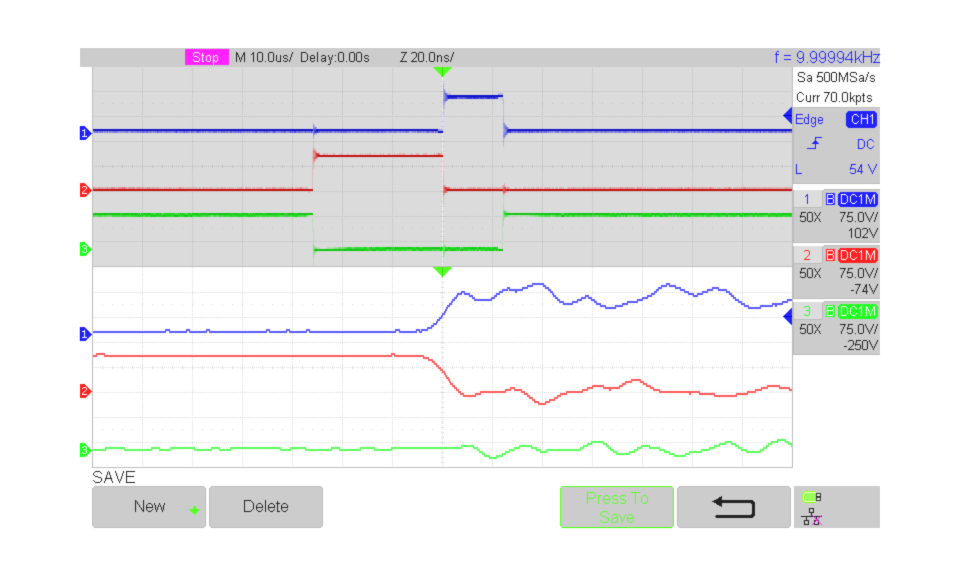 Stop M 10.0us/ Delay:0.00s Z 20.0ns/ f = 9.99994kHz
Sa 500MSa/s
Curr 70.0kpts
Edge CH1
DC
L 54 V
1 B DC1M
50X 75.0V/
102V
2 B DC1M
50X 75.0V/
-74V
3 B DC1M
50X 75.0V/
-250V
1
2
3
1
2
3
SAVE
New Delete Press To
Save
B